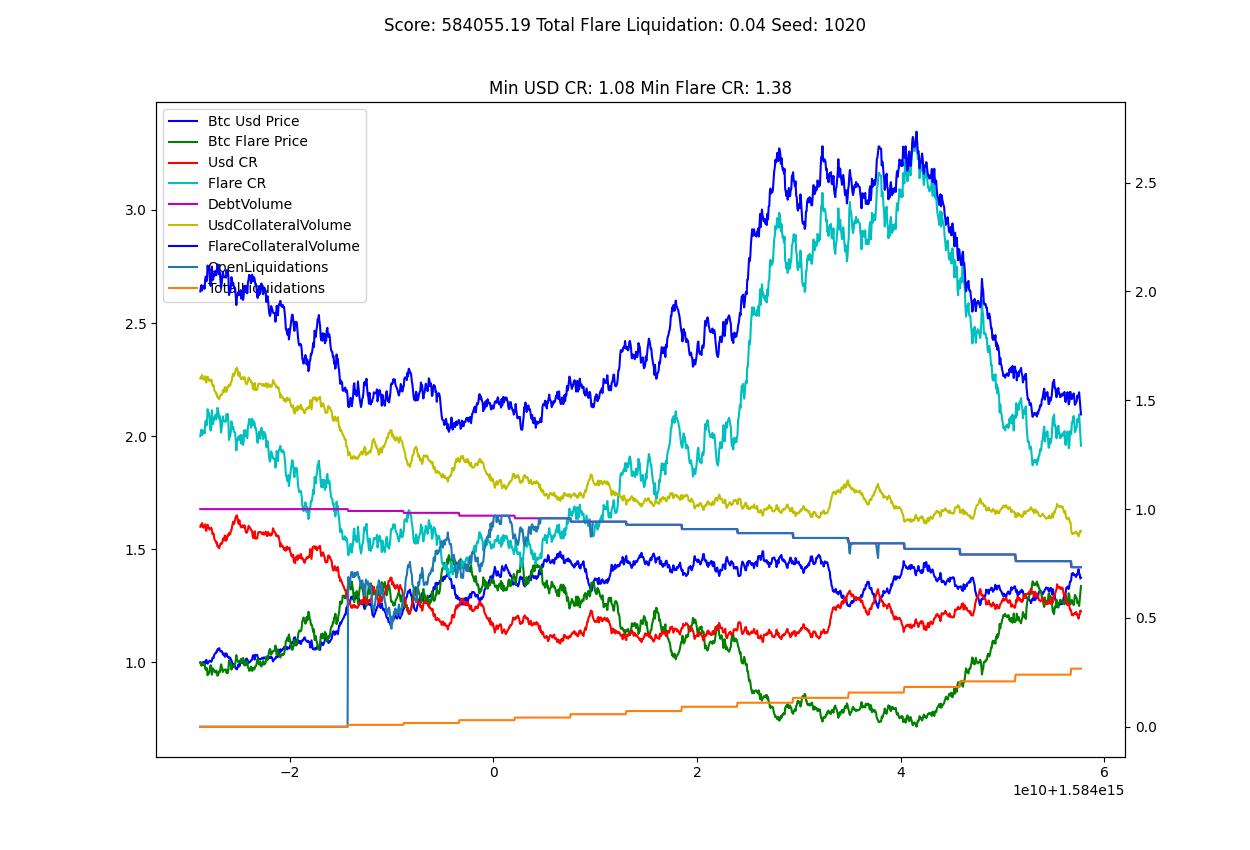 Score: 584055.19 Total Flare Liquidation: 0.04 Seed: 1020
Min USD CR: 1.08 Min Flare CR: 1.38
Btc Usd Price
Btc Flare Price
Usd CR
Flare CR
DebtVolume
UsdCollateralVolume
FlareCollateralVolume
OpenLiquidations
TotalLiquidations
3.0
2.5
2.0
1.5
1.0
2.5
2.0
1.5
1.0
0.5
0.0
−2
0
2
4
6
1e10+1.584e15